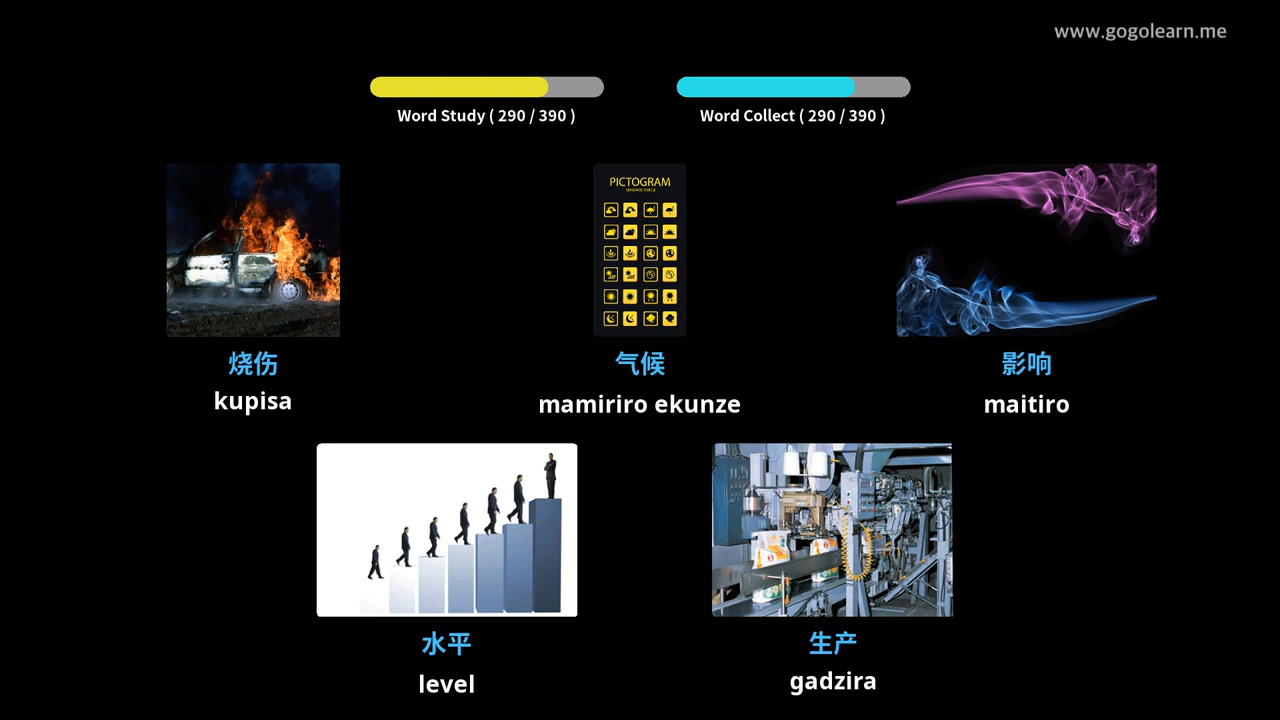 www.gogolearn.me
Word Study ( 290 / 390 )
Word Collect ( 290 / 390 )
PICTOGRAM
烧伤
气候
影响
kupisa
mamiriro ekunze
maitiro
水平
生产
level
gadzira